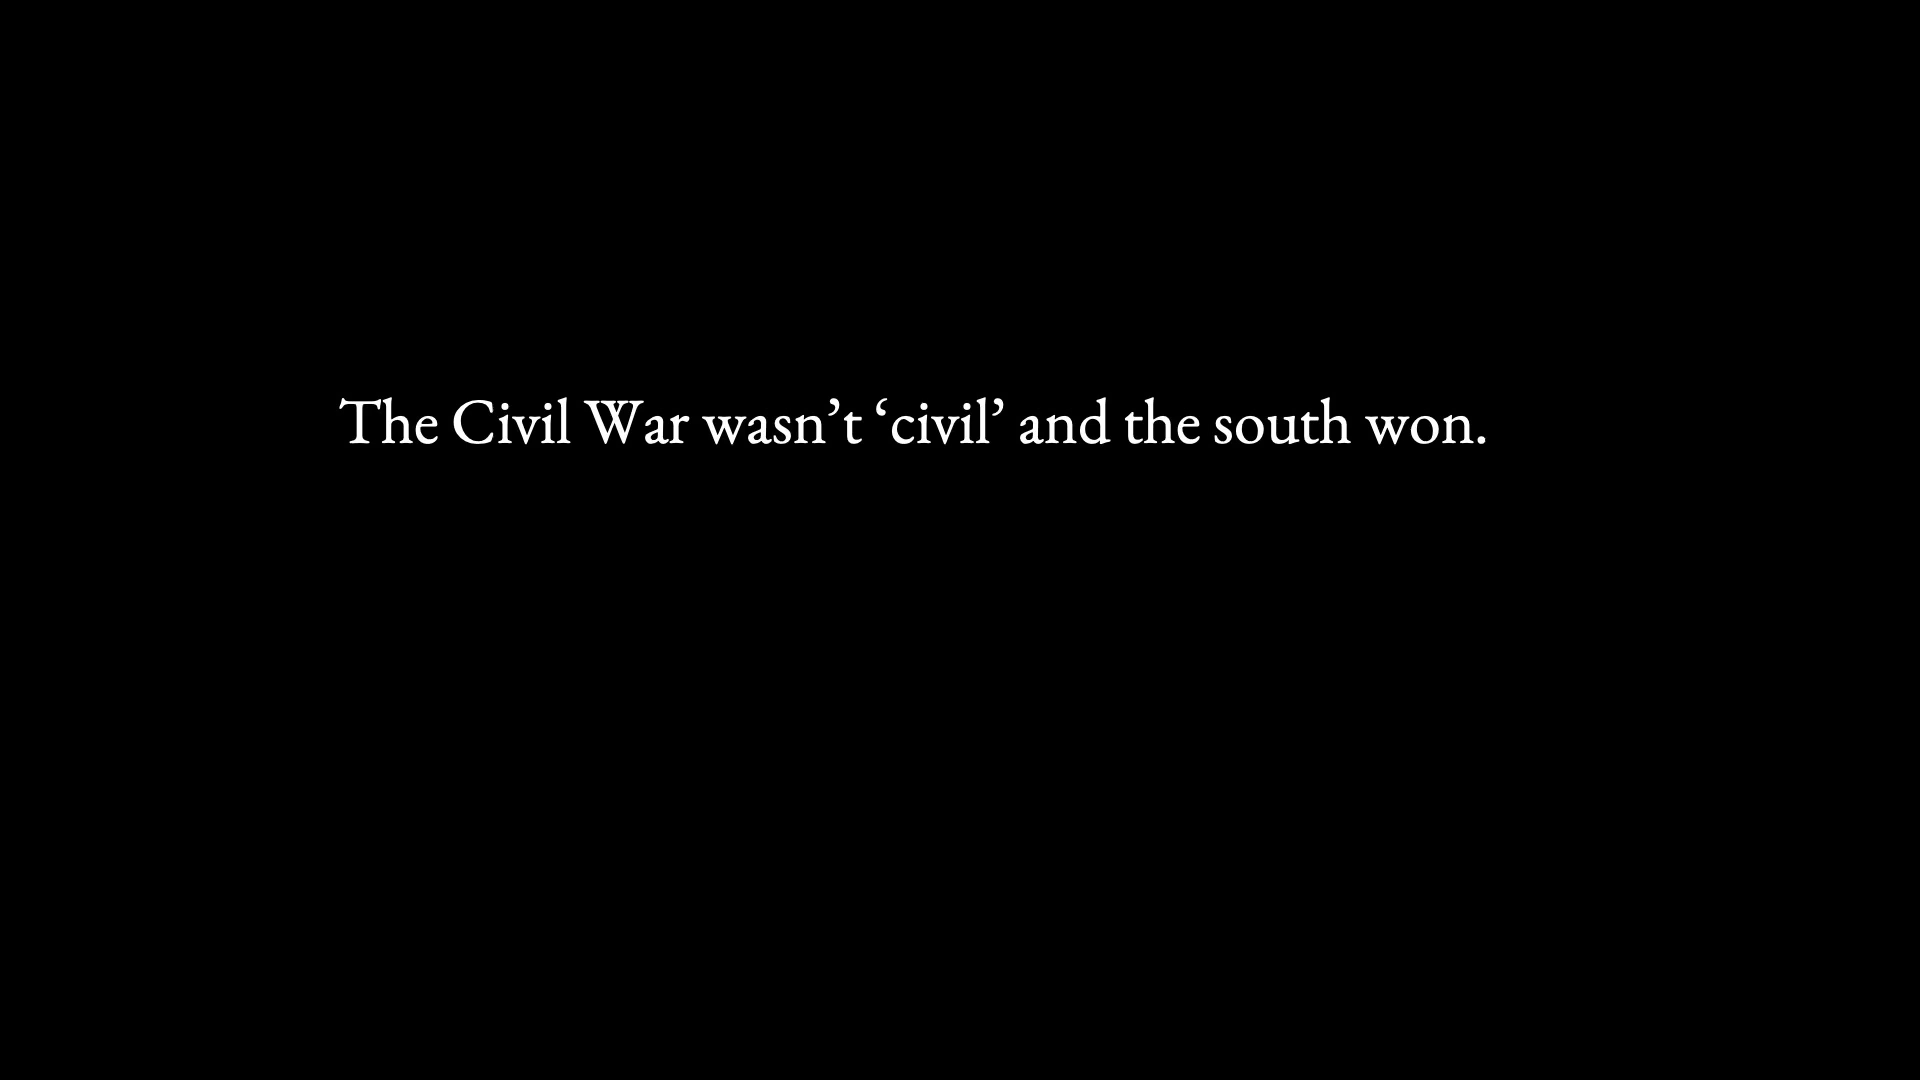 The Civil War wasn’t ‘civil’ and the south won.